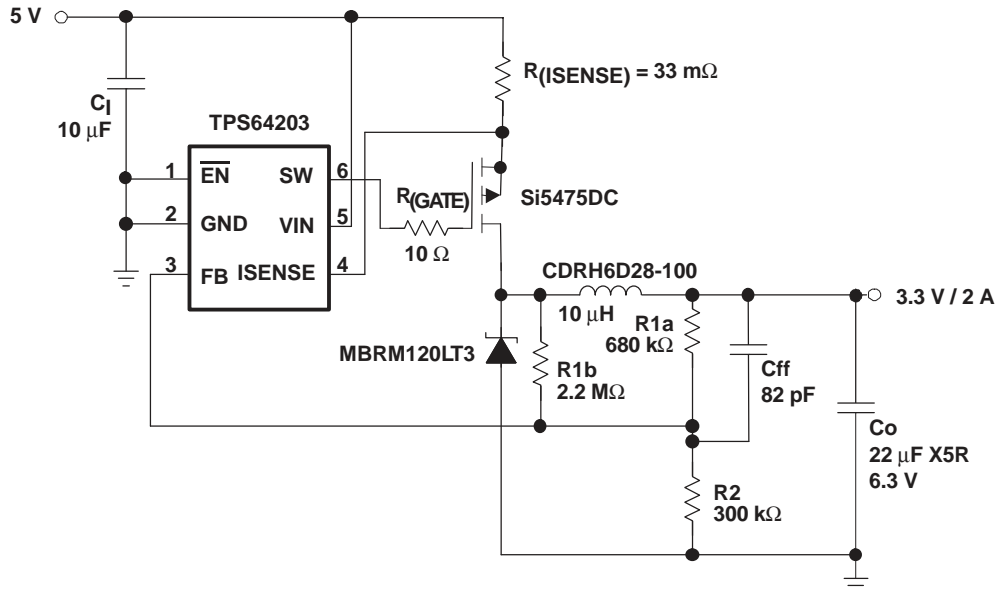 5 V
R(ISENSE) = 33 mΩ
CI
10 μF
TPS64203
1
EN
SW
6
2
GND
VIN
5
3
FB
ISENSE
4
R(GATE)
10 Ω
Si5475DC
CDRH6D28-100
10 μH
3.3 V / 2 A
MBRM120LT3
R1b
2.2 MΩ
R1a
680 kΩ
Cff
82 pF
Co
22 μF X5R
6.3 V
R2
300 kΩ